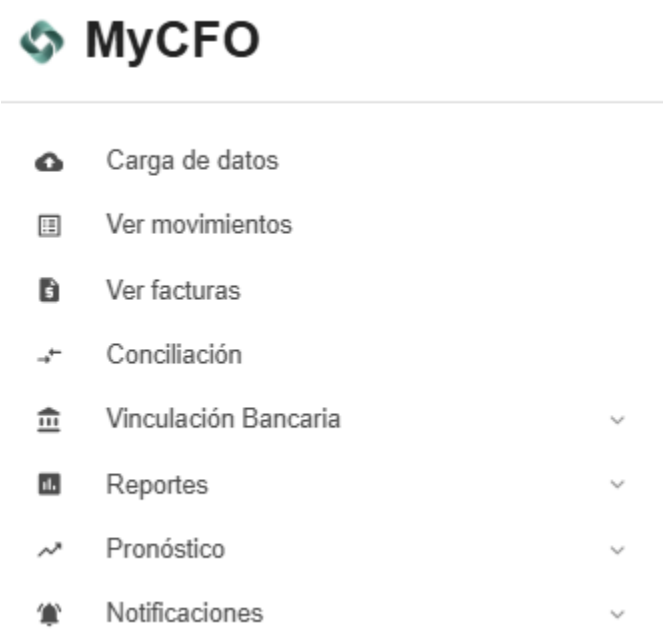 MyCFO
Carga de datos
Ver movimientos
Ver facturas
Conciliación
Vinculación Bancaria
Reportes
Pronóstico
Notificaciones